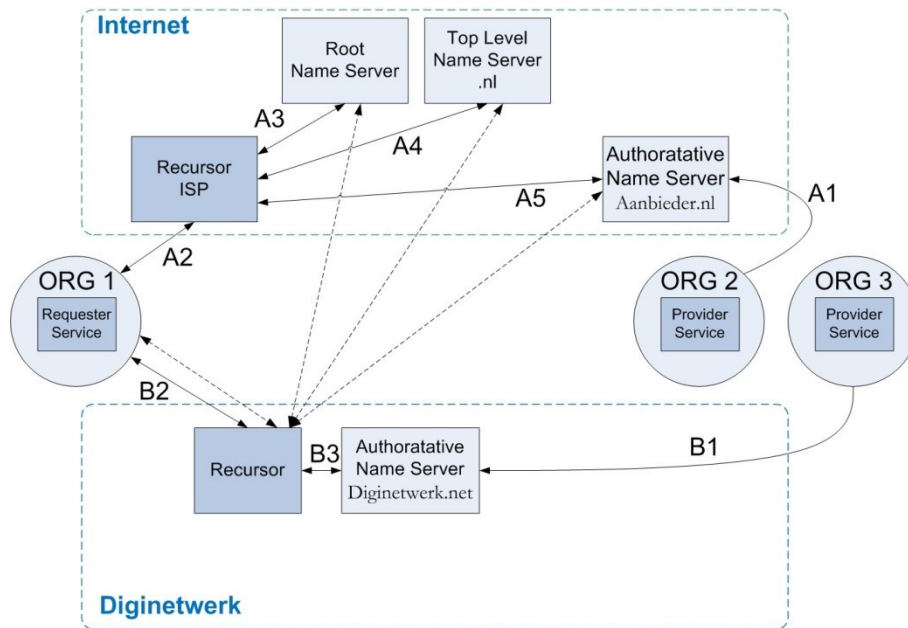 Internet
Root
Name Server
Top Level
Name Server
.nl
A3
A4
Recursor
ISP
Authoratative
Name Server
Aanbieder.nl
A5
A1
A2
ORG 1
Requester
Service
ORG 2
Provider
Service
ORG 3
Provider
Service
B2
Recursor
B3
Authoratative
Name Server
Diginetwerk.net
B1
Diginetwerk